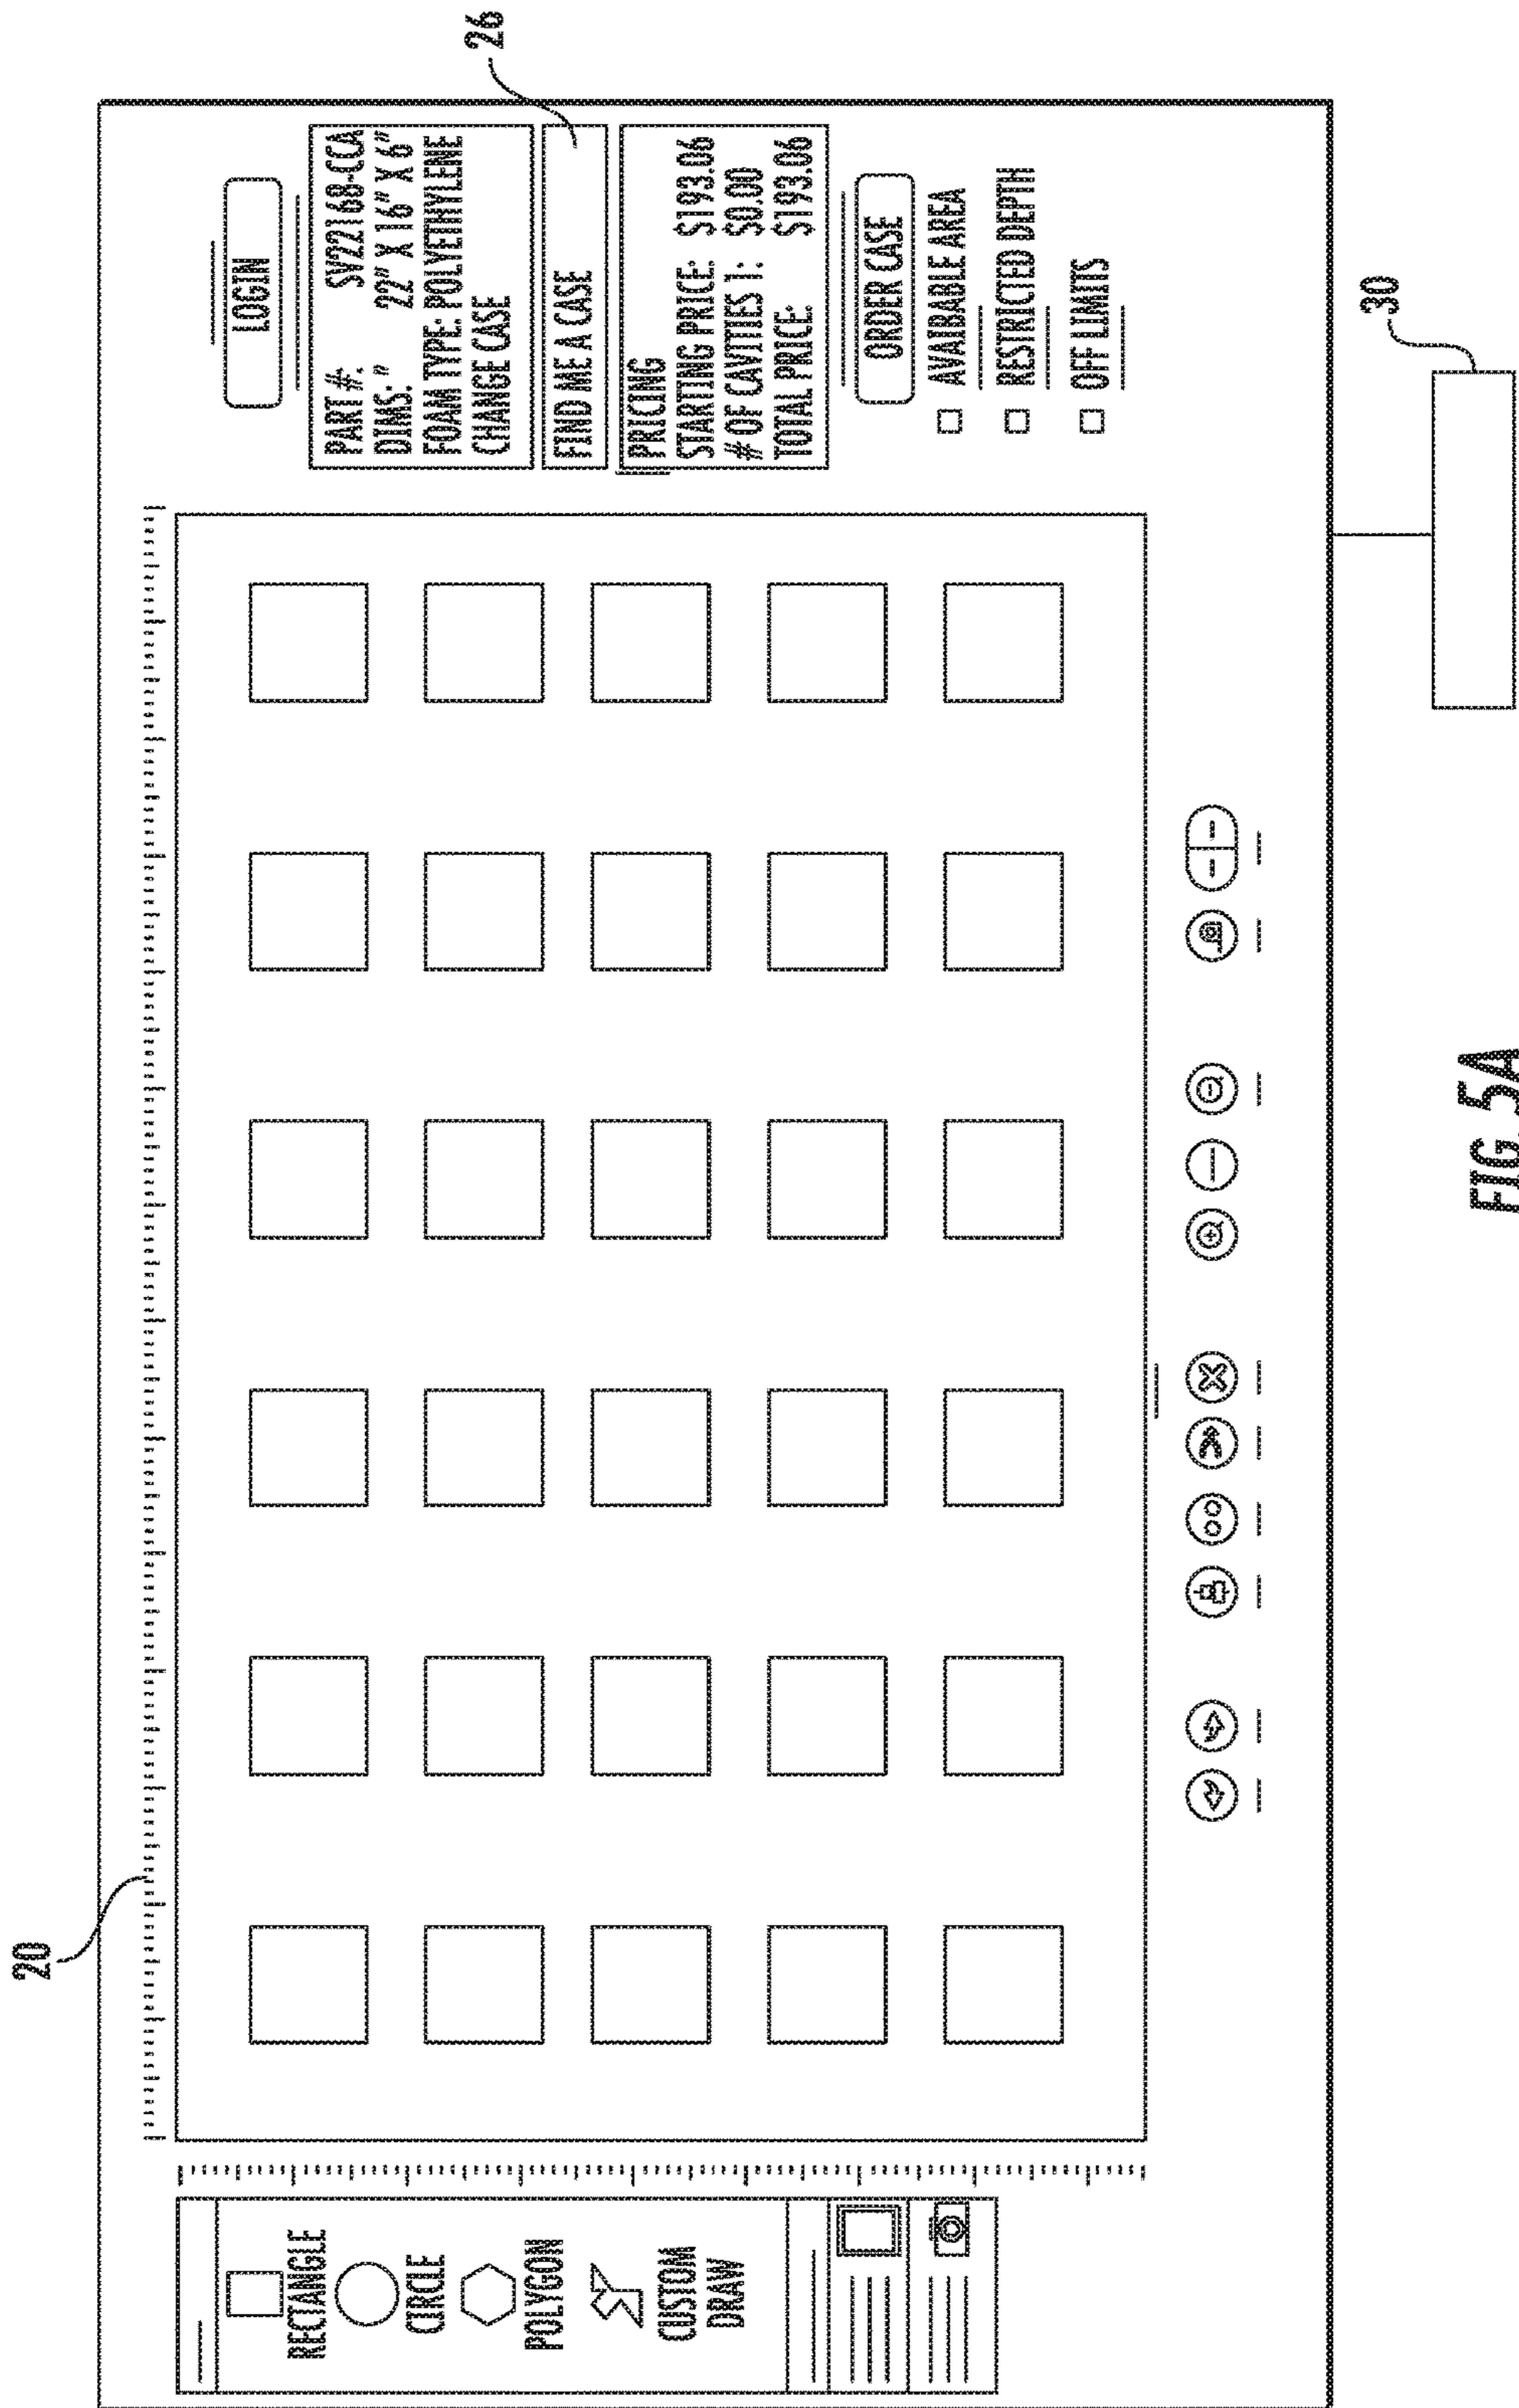 20
26
RECTANGLE
CIRCLE
POLYGON
CUSTOM
DRAW
LOGIN
PART #. SV22168-CCA
DIMS: " 22" X 16" X 6"
FOAM TYPE: POLYETHYLENE
CHANGE CASE
FIND ME A CASE
PRICING
STARTING PRICE: $193.06
# OF CAVITIES 1: $0.00
TOTAL PRICE: $193.06
ORDER CASE
AVAIBABLE AREA
RESTRICTED DEPTH
OFF LIMITS
30
FIG. 5A